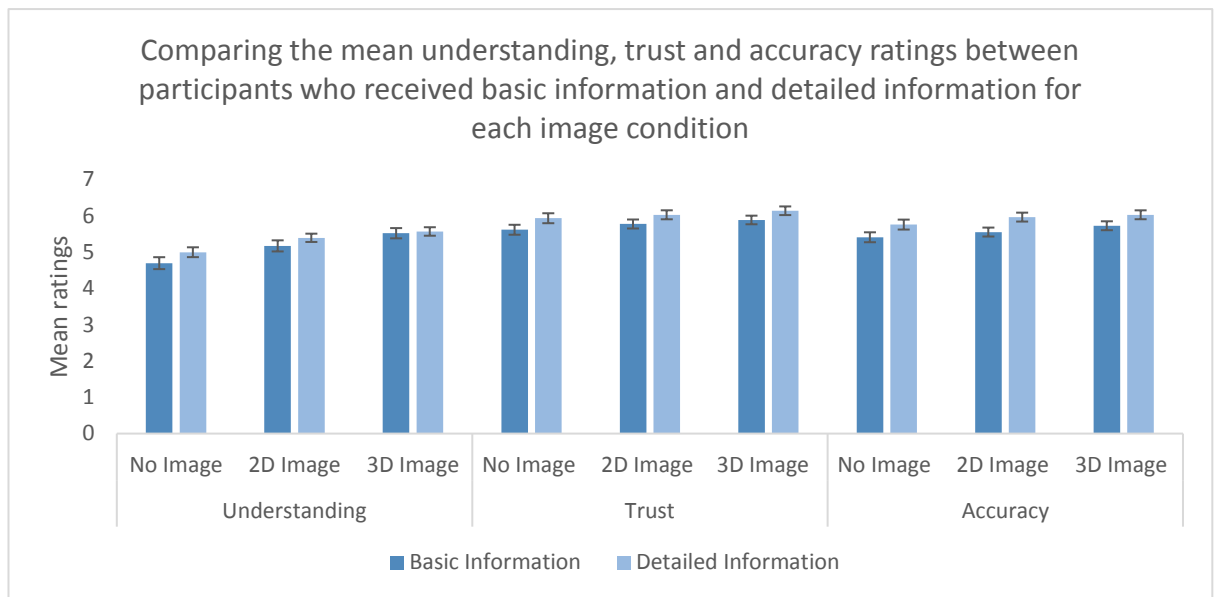 Comparing the mean understanding, trust and accuracy ratings between
participants who received basic information and detailed information for
each image condition
Mean ratings
7
6
5
4
3
2
1
0
No Image 2D Image 3D Image No Image 2D Image 3D Image No Image 2D Image 3D Image
Understanding Trust Accuracy
Basic Information Detailed Information